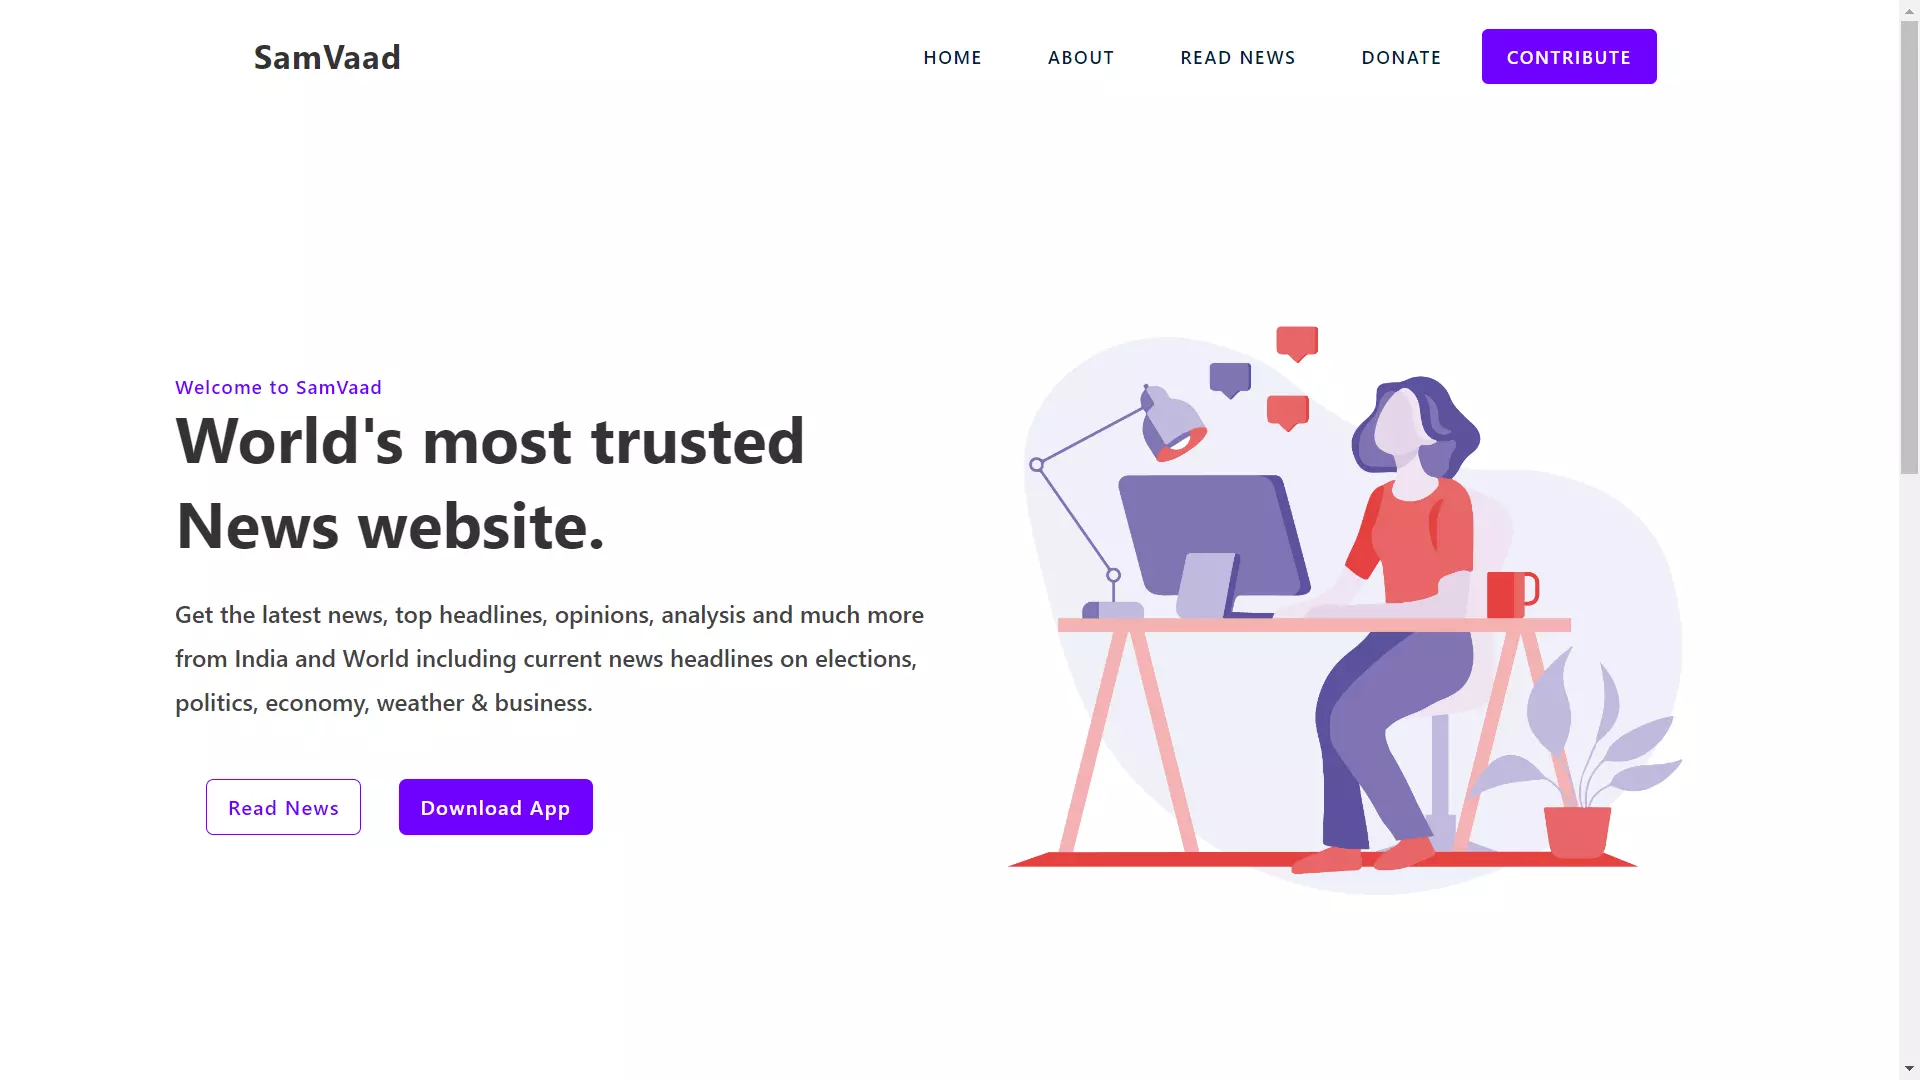 SamVaad
HOME ABOUT READ NEWS DONATE CONTRIBUTE
Welcome to SamVaad
World's most trusted
News website.
Get the latest news, top headlines, opinions, analysis and much more
from India and World including current news headlines on elections,
politics, economy, weather & business.
Read News Download App